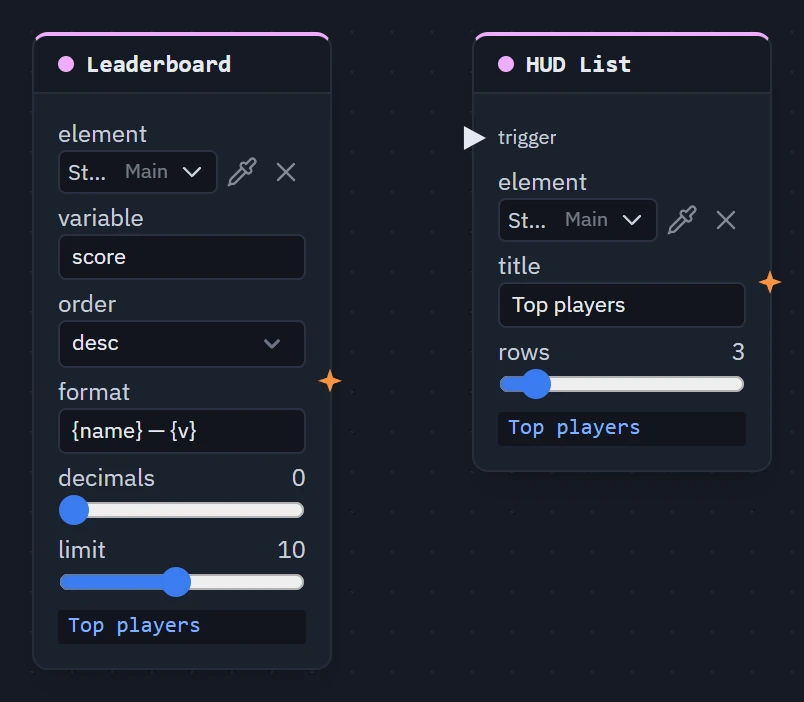 Leaderboard
element
St... Main
variable
score
order
desc
format
{name} — {v}
decimals 0
limit 10
Top players
HUD List
trigger
element
St... Main
title
Top players
rows 3
Top players